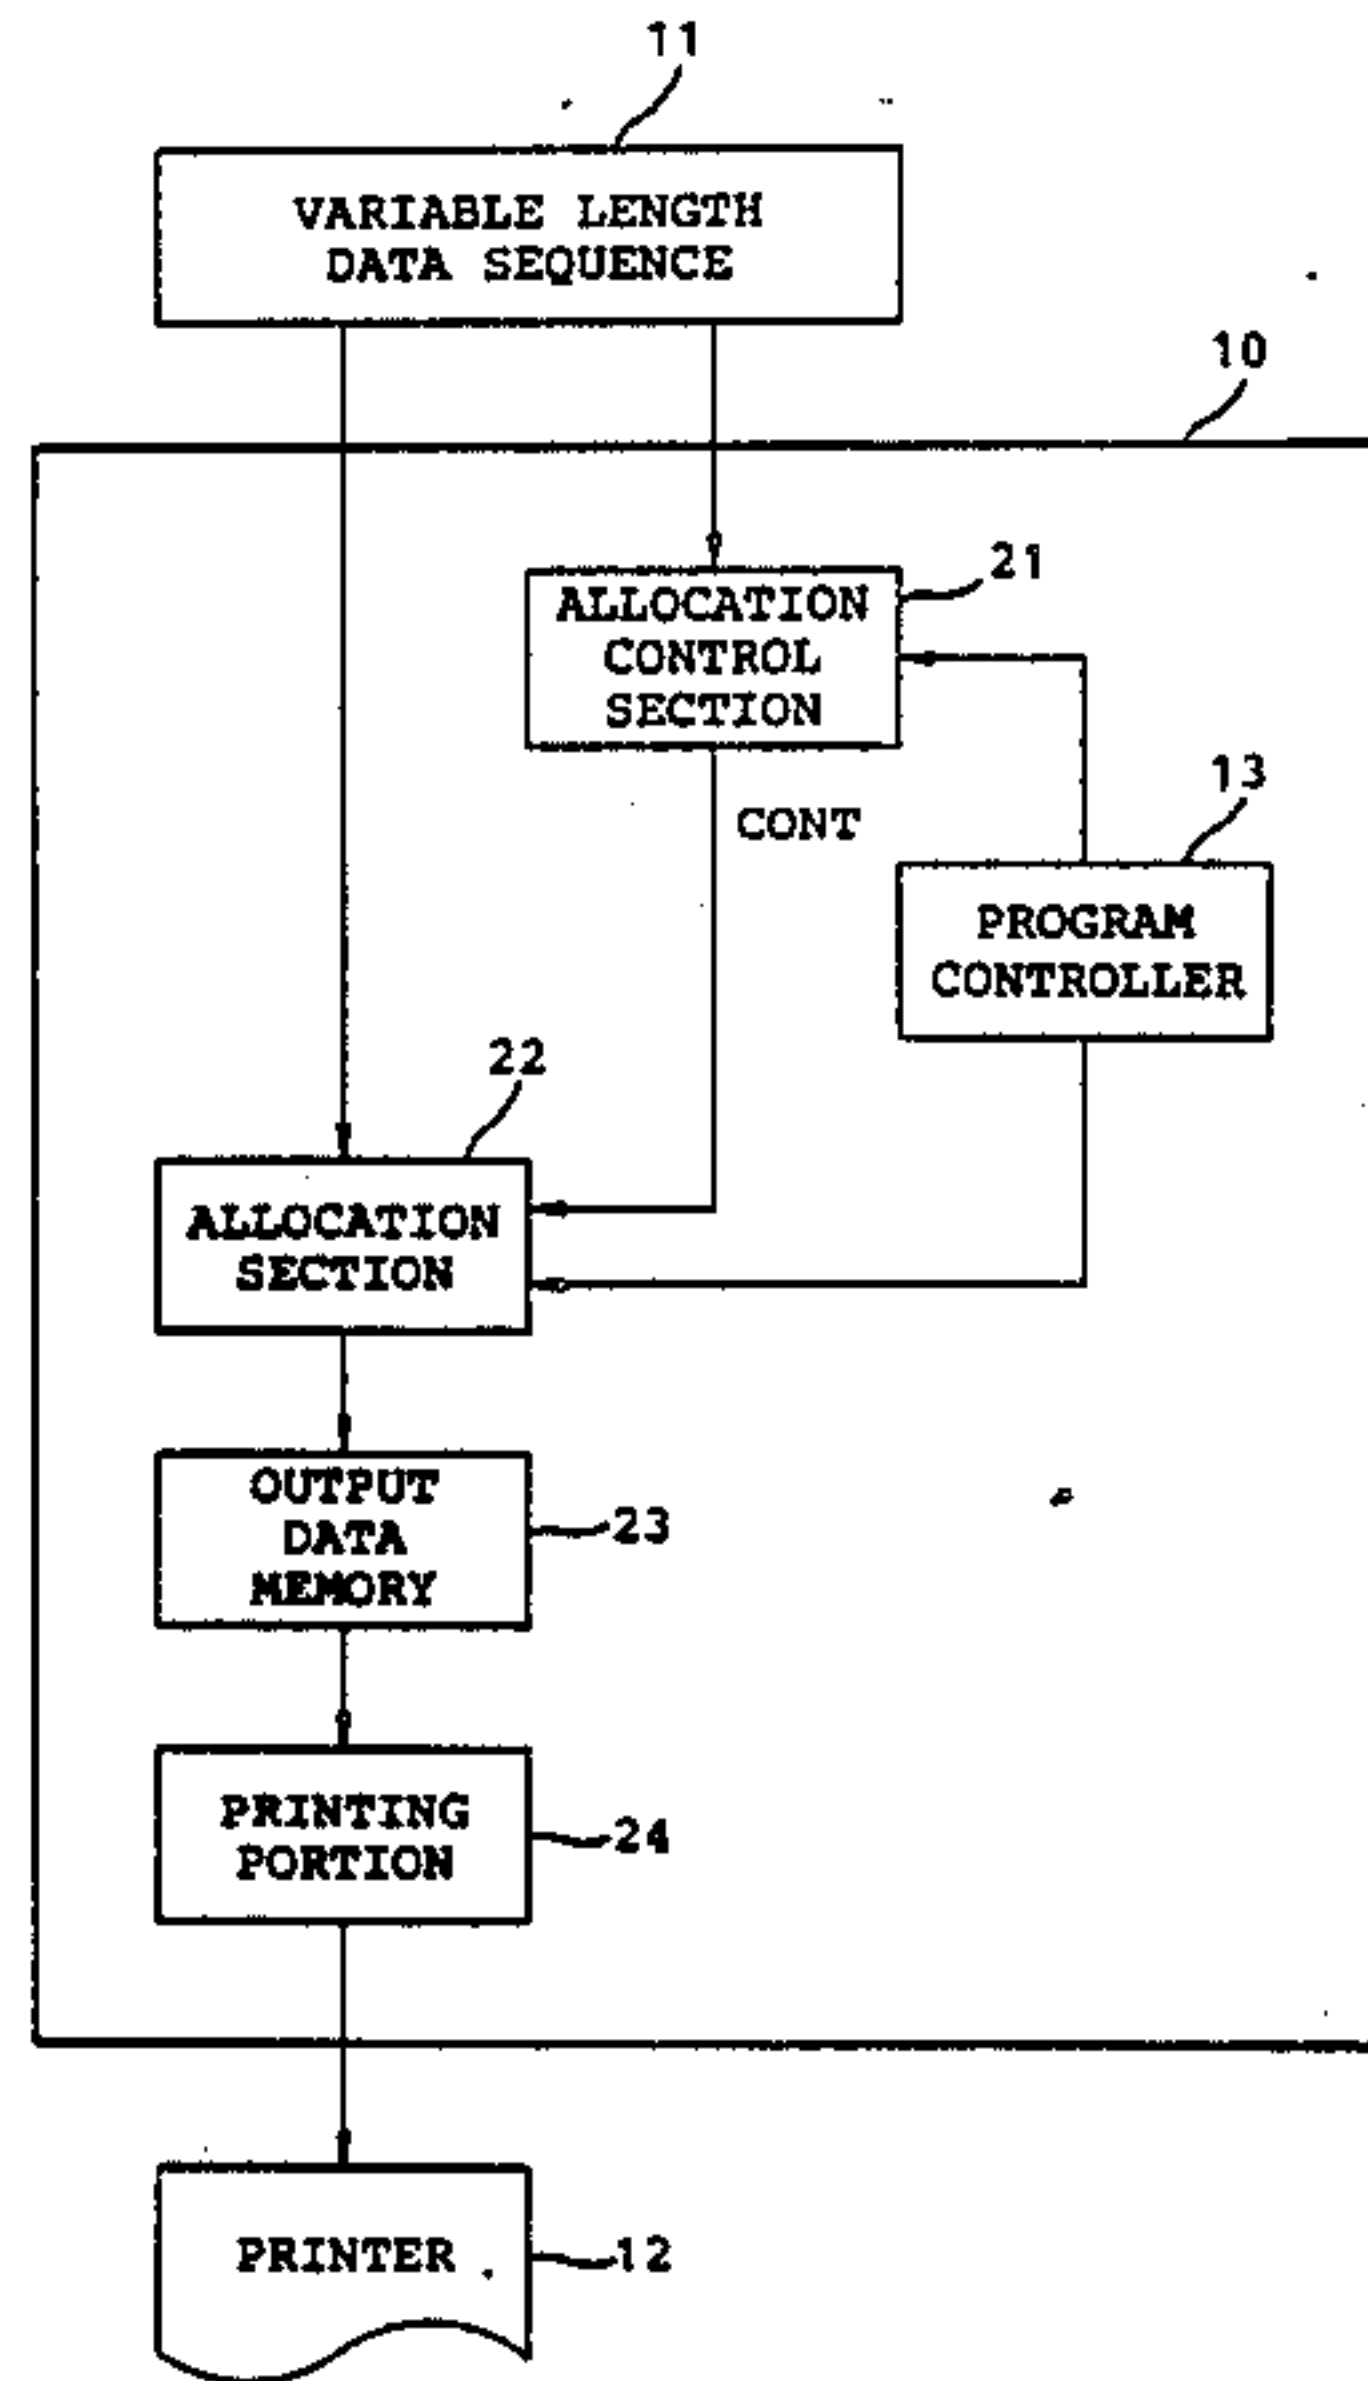 11
VARIABLE LENGTH
DATA SEQUENCE
10
21
ALLOCATION
CONTROL
SECTION
13
CONT
PROGRAM
CONTROLLER
22
ALLOCATION
SECTION
OUTPUT
DATA
MEMORY
23
PRINTING
PORTION
24
PRINTER
12